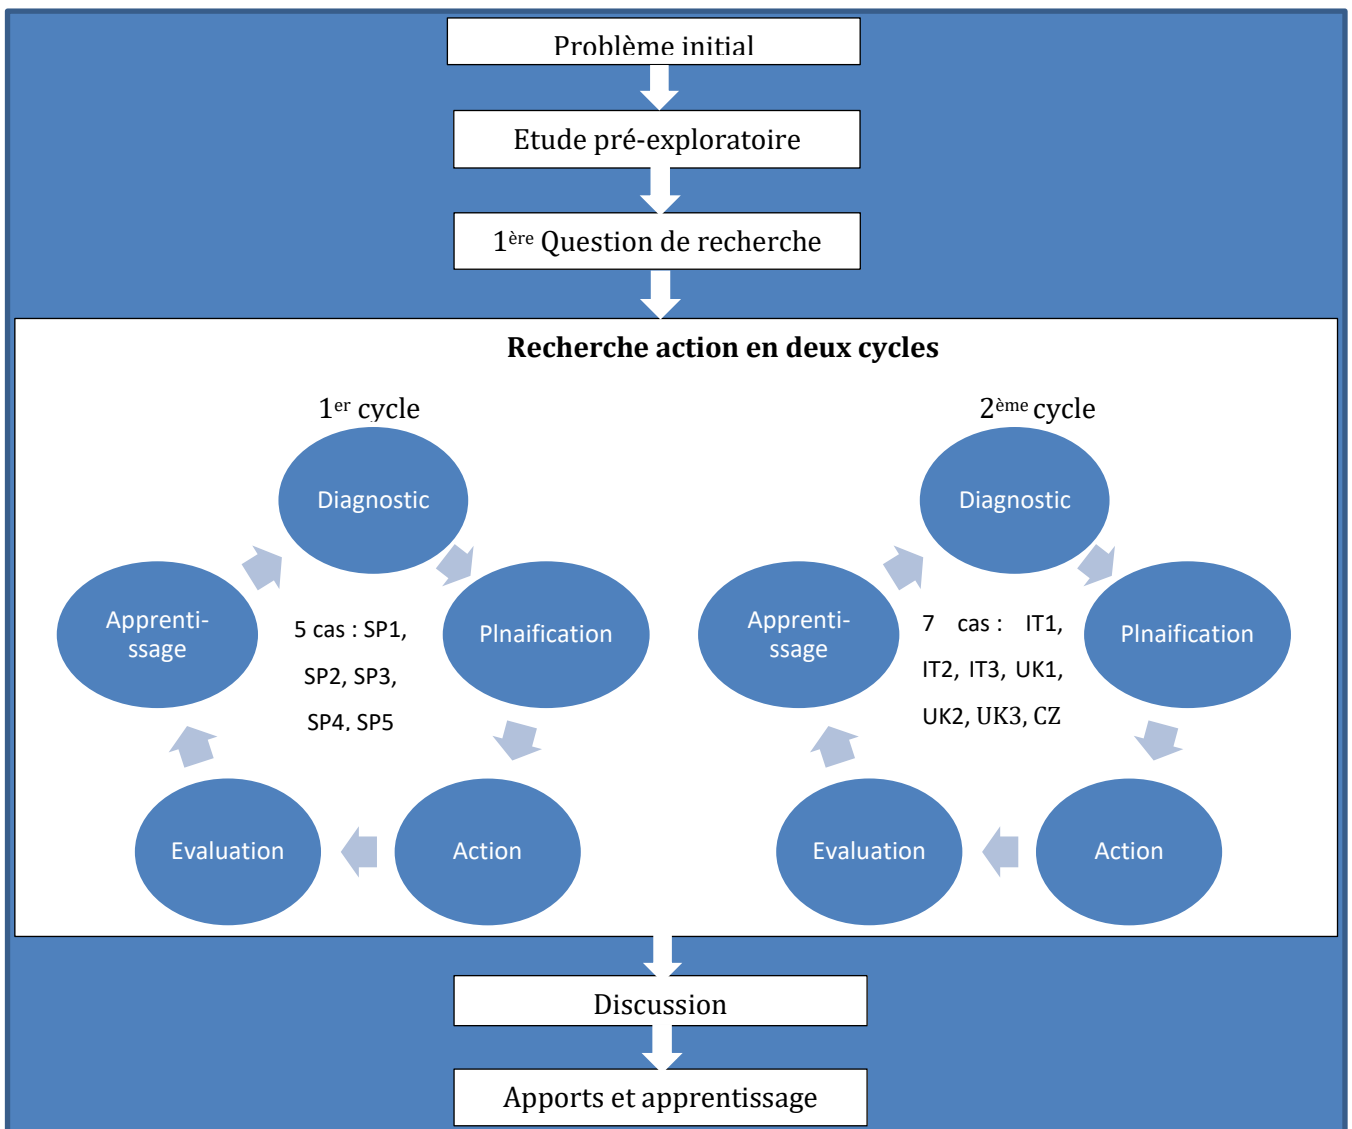 Problème initial
Etude pré-exploratoire
1ère Question de recherche
Recherche action en deux cycles
1er cycle
Diagnostic
Plnaification
Action
Evaluation
Apprenti-
ssage
5 cas : SP1,
SP2, SP3,
SP4, SP5
2ème cycle
Diagnostic
Plnaification
Action
Evaluation
Apprenti-
ssage
7 cas : IT1,
IT2, IT3, UK1,
UK2, UK3, CZ
Discussion
Apports et apprentissage